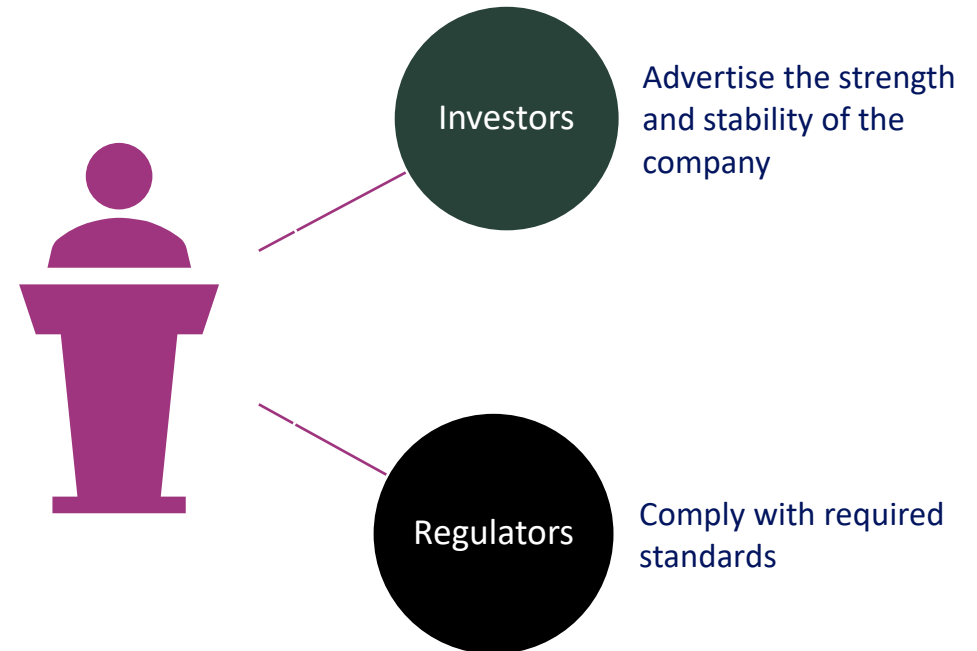 Investors
Advertise the strength
and stability of the
company
Regulators
Comply with required
standards